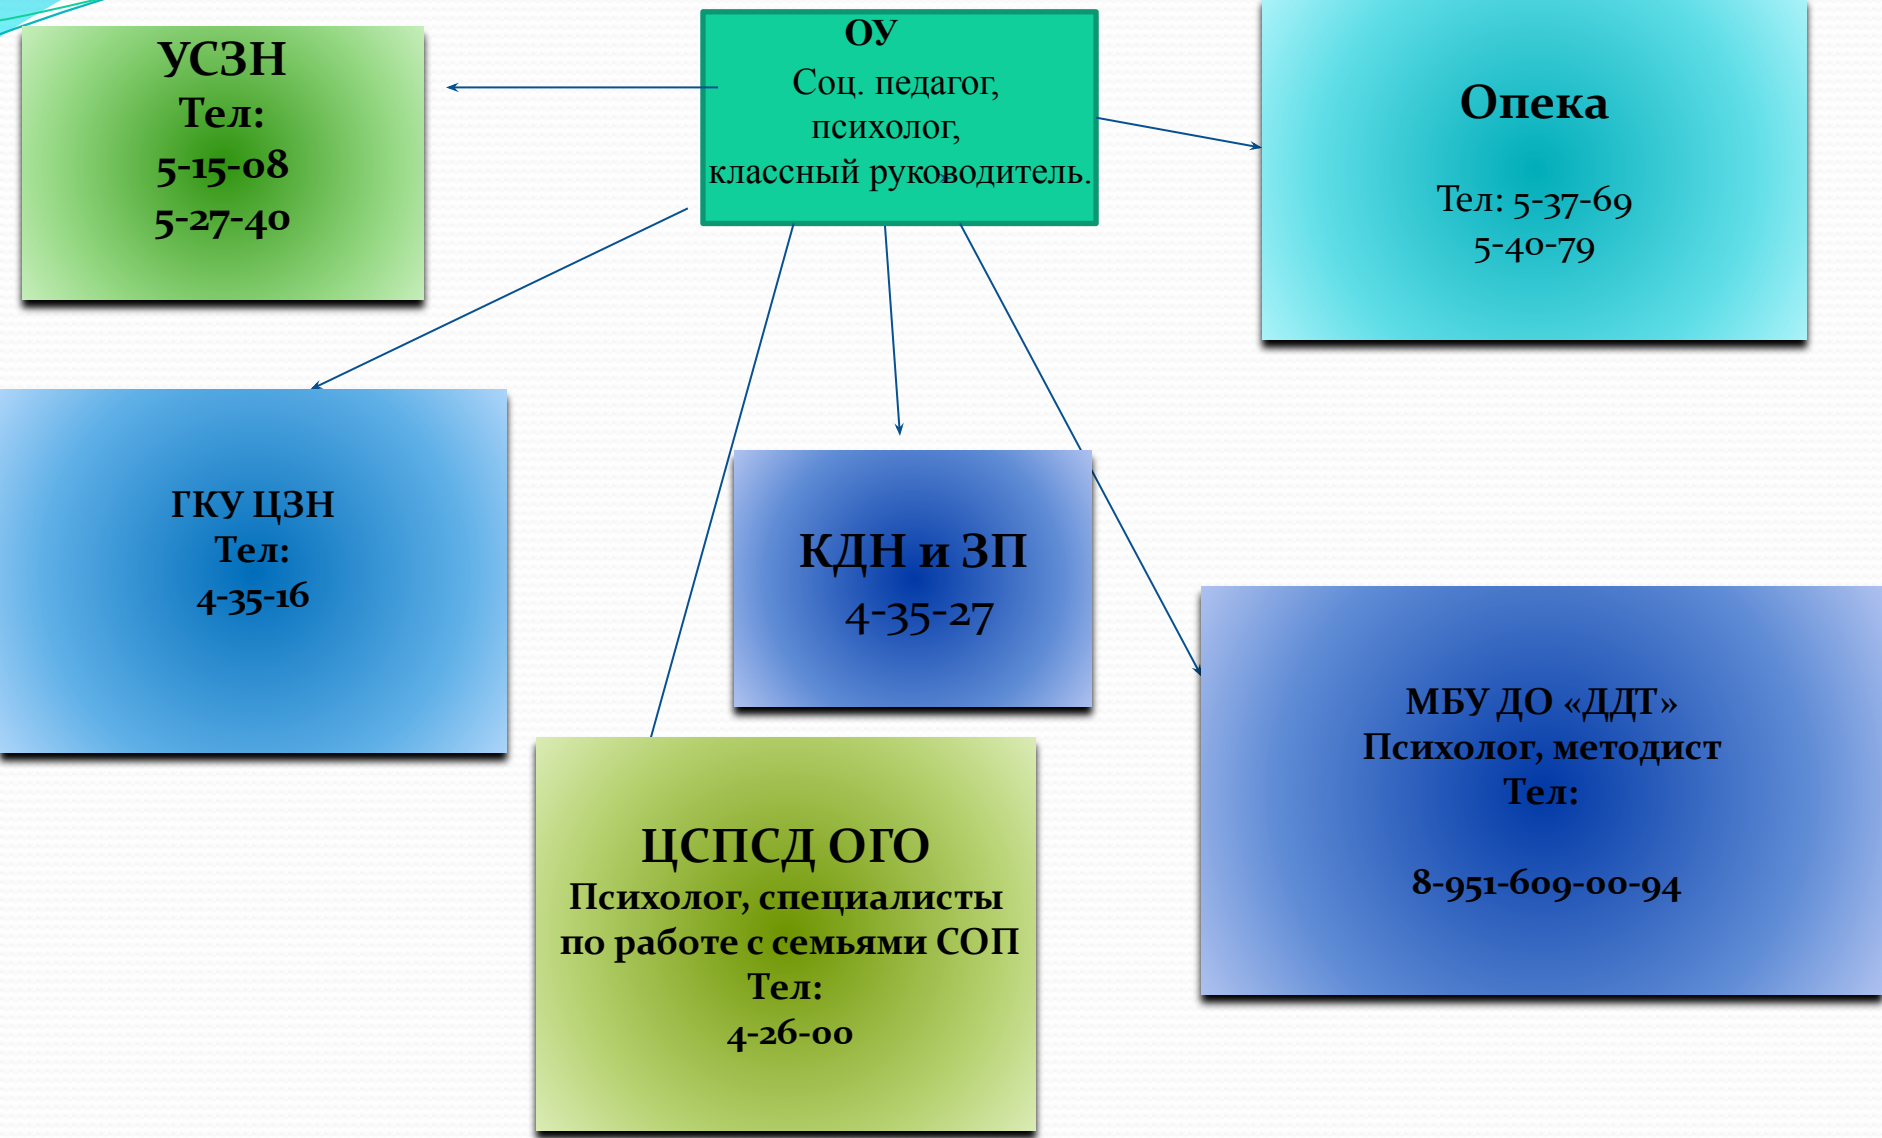 УСЗН
Тел:
5-15-08
5-27-40
ОУ
Соц. педагог,
психолог,
классный руководитель.
Опека
Тел: 5-37-69
5-40-79
ГКУ ЦЗН
Тел:
4-35-16
КДН и ЗП
4-35-27
МБУ ДО «ДДТ»
Психолог, методист
Тел:
8-951-609-00-94
ЦСПСД ОГО
Психолог, специалисты
по работе с семьями СОП
Тел:
4-26-00